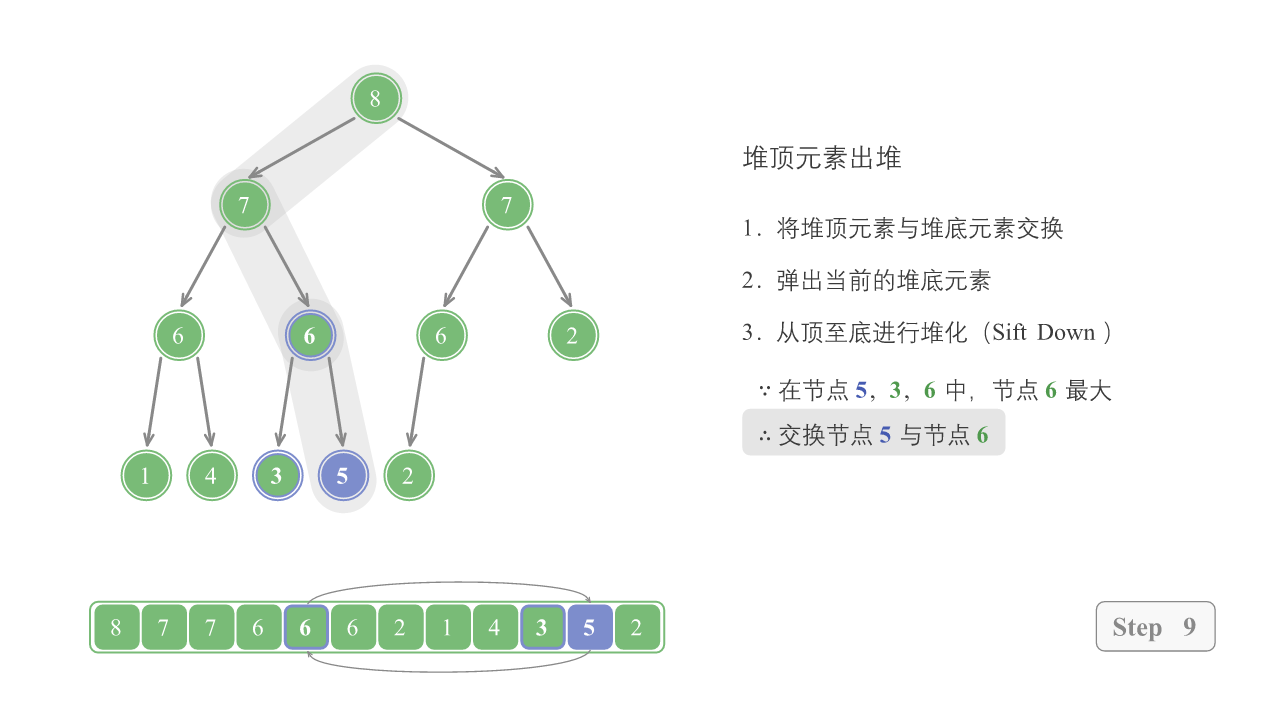 8
堆顶元素出堆
7 7
1. 将堆顶元素与堆底元素交换
2. 弹出当前的堆底元素
3. 从顶至底进行堆化（Sift Down）
6 6 6 2
∵ 在节点 5，3，6 中，节点 6 最大
∴ 交换节点 5 与节点 6
1 4 3 5 2
8 7 7 6 6 6 2 1 4 3 5 2
Step 9